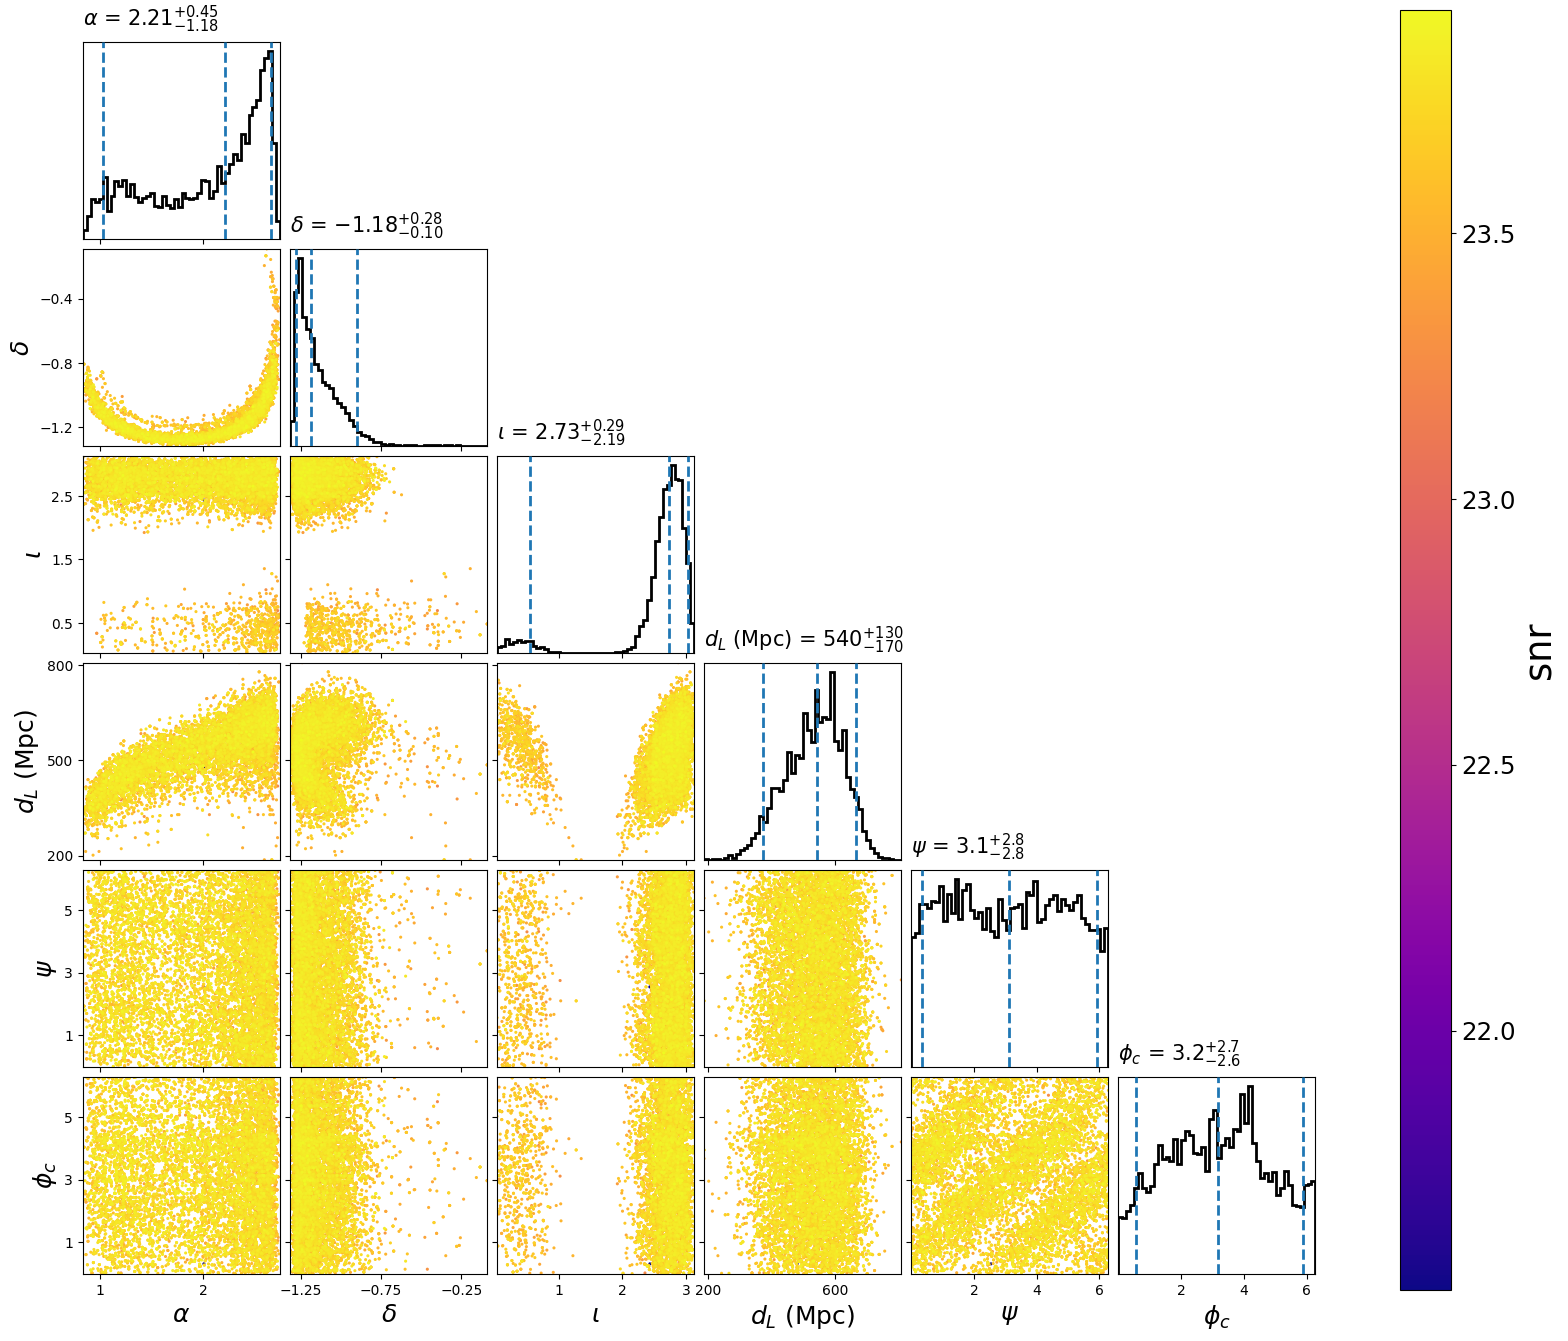 α = 2.21^{+0.45}_{−1.18}
δ = −1.18^{+0.28}_{−0.10}
ι = 2.73^{+0.29}_{−2.19}
d_L (Mpc) = 540^{+130}_{−170}
ψ = 3.1^{+2.8}_{−2.8}
ϕ_c = 3.2^{+2.7}_{−2.6}
δ
−0.4
−0.8
−1.2
ι
2.5
1.5
0.5
d_L (Mpc)
800
500
200
ψ
5
3
1
ϕ_c
5
3
1
1 2
−1.25 −0.75 −0.25
1 2 3
200 600
2 4 6
2 4 6
α δ ι d_L (Mpc) ψ ϕ_c
23.5
23.0
22.5
22.0
snr